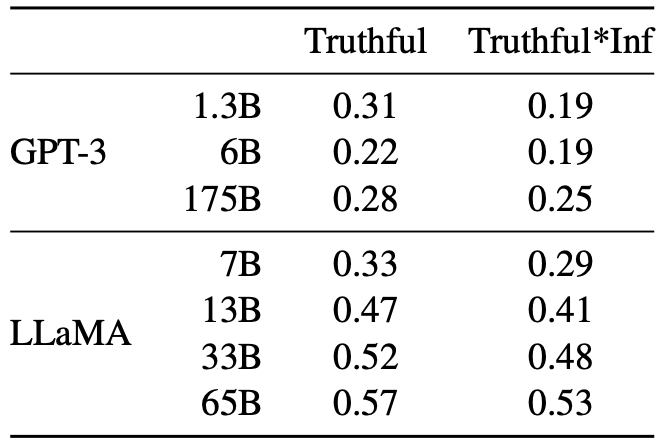 Truthful Truthful*Inf
1.3B 0.31 0.19
GPT-3 6B 0.22 0.19
175B 0.28 0.25
7B 0.33 0.29
13B 0.47 0.41
LLaMA
33B 0.52 0.48
65B 0.57 0.53